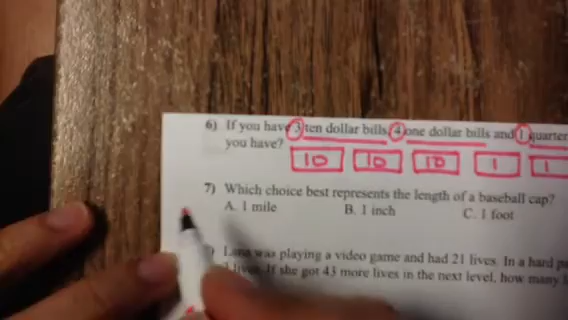 6) If you have 3 ten dollar bills, 4 one dollar bills and 1 quarter
you have?
10 10 10 1 1
7) Which choice best represents the length of a baseball cap?
A. 1 mile B. 1 inch C. 1 foot
) Lana was playing a video game and had 21 lives. In a hard
lives. If she got 43 more lives in the next level, how many